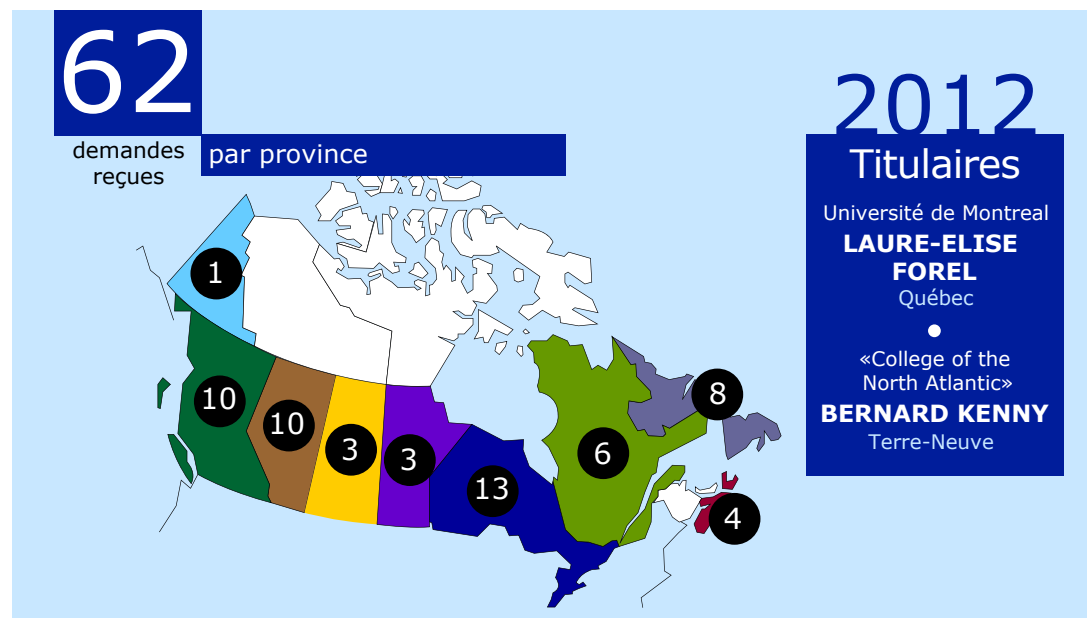 62
demandes
reçues
par province
1
10
10
3
3
13
6
8
4
2012
Titulaires
Université de Montreal
LAURE-ELISE
FOREL
Québec
«College of the
North Atlantic»
BERNARD KENNY
Terre-Neuve